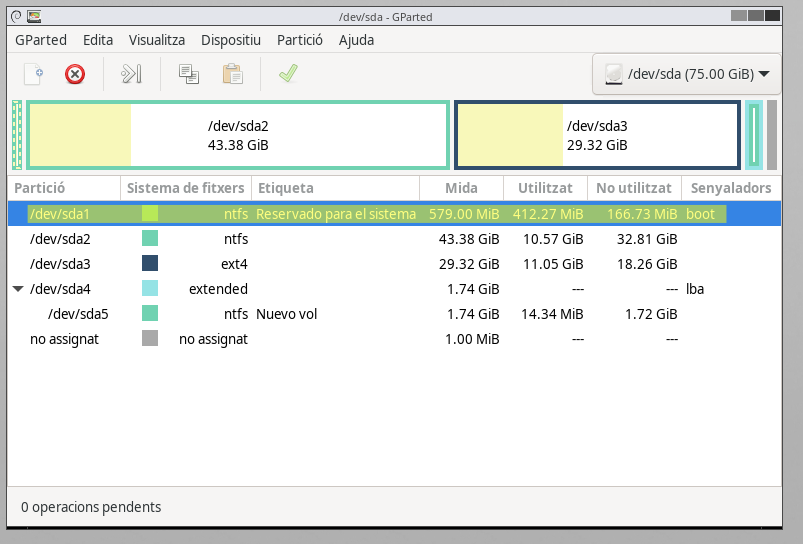 /dev/sda - GParted
GParted Edita Visualitza Dispositiu Partició Ajuda
/dev/sda (75.00 GiB)
/dev/sda2
43.38 GiB
/dev/sda3
29.32 GiB
Partició Sistema de fitxers Etiqueta Mida Utilitzat No utilitzat Senyaladors
/dev/sda1 ntfs Reservado para el sistema 579.00 MiB 412.27 MiB 166.73 MiB boot
/dev/sda2 ntfs 43.38 GiB 10.57 GiB 32.81 GiB
/dev/sda3 ext4 29.32 GiB 11.05 GiB 18.26 GiB
/dev/sda4 extended 1.74 GiB --- --- lba
/dev/sda5 ntfs Nuevo vol 1.74 GiB 14.34 MiB 1.72 GiB
no assignat no assignat 1.00 MiB --- ---
0 operacions pendents